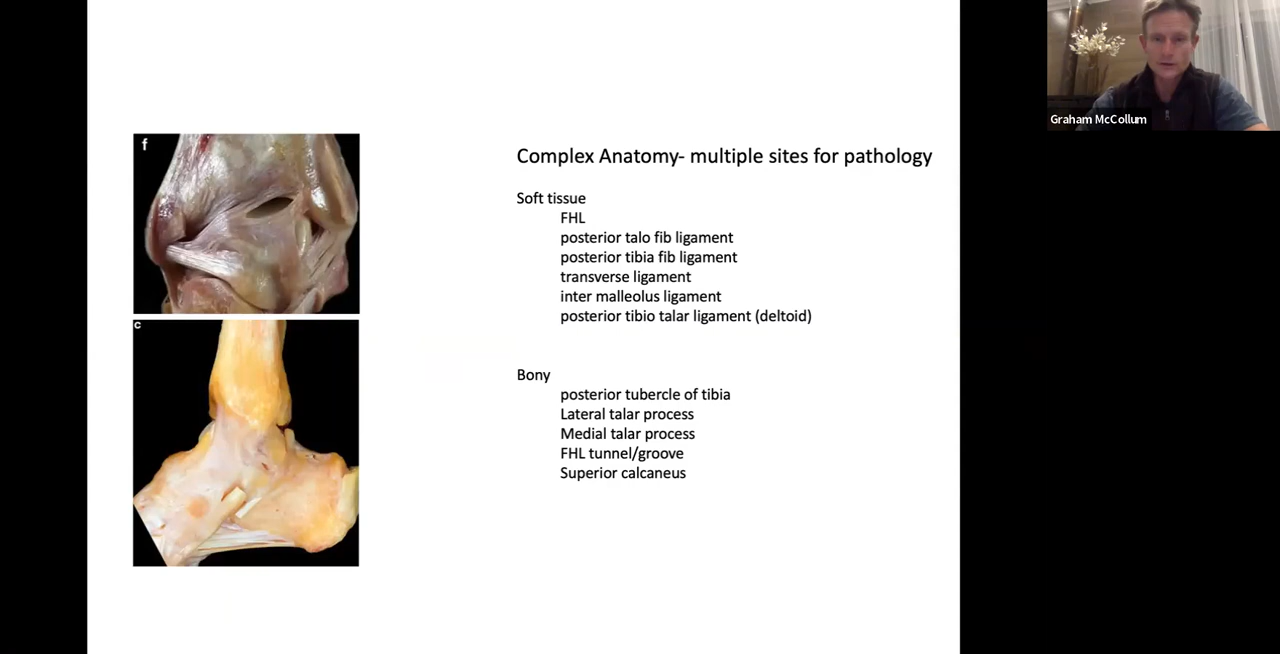 f
Complex Anatomy- multiple sites for pathology
Soft tissue
FHL
posterior talo fib ligament
posterior tibia fib ligament
transverse ligament
inter malleolus ligament
posterior tibio talar ligament (deltoid)
Bony
posterior tubercle of tibia
Lateral talar process
Medial talar process
FHL tunnel/groove
Superior calcaneus
c
Graham McCollum